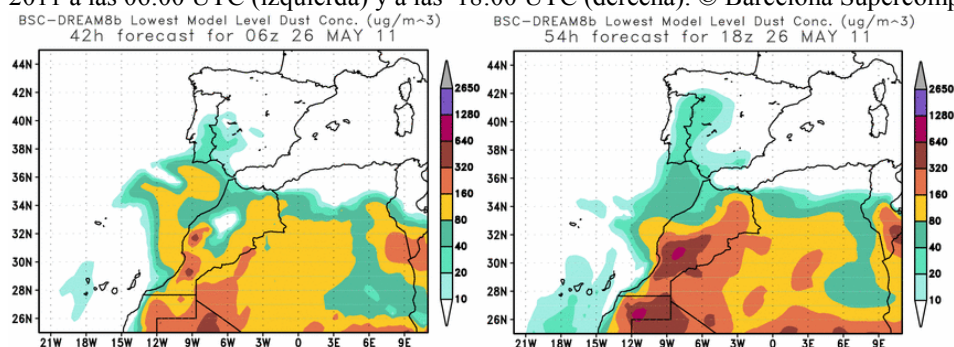 2011 a las 06:00 UTC (izquierda) y a las 18:00 UTC (derecha). © Barcelona Supercomp
BSC-DREAM8b Lowest Model Level Dust Conc. (ug/m^3)
42h forecast for 06z 26 MAY 11
44N
42N
40N
38N
36N
34N
32N
30N
28N
26N
21W 18W 15W 12W 9W 6W 3W 0 3E 6E 9E
2650
1280
640
320
160
80
40
20
10
BSC-DREAM8b Lowest Model Level Dust Conc. (ug/m^3)
54h forecast for 18z 26 MAY 11
44N
42N
40N
38N
36N
34N
32N
30N
28N
26N
21W 18W 15W 12W 9W 6W 3W 0 3E 6E 9E
2650
1280
640
320
160
80
40
20
10